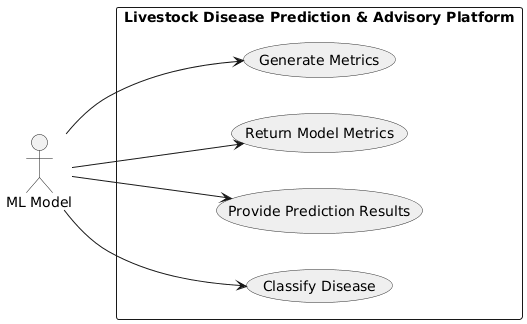 Livestock Disease Prediction & Advisory Platform
Generate Metrics
Return Model Metrics
ML Model
Provide Prediction Results
Classify Disease